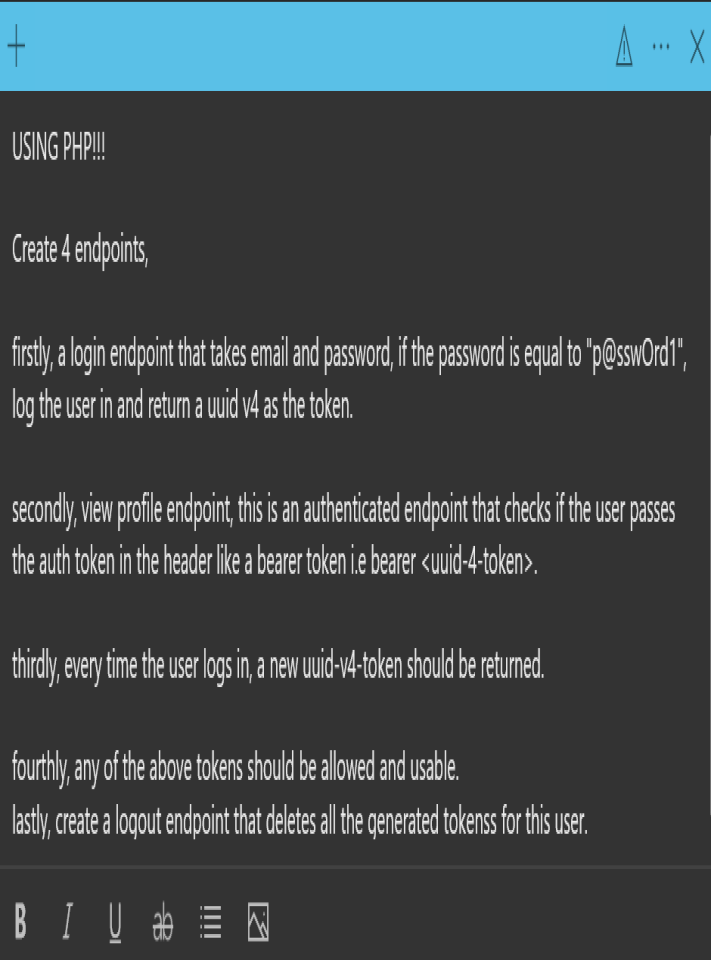 USING PHP!!!
Create 4 endpoints,
firstly, a login endpoint that takes email and password, if the password is equal to "p@sswOrd1",
log the user in and return a uuid v4 as the token.
secondly, view profile endpoint, this is an authenticated endpoint that checks if the user passes
the auth token in the header like a bearer token i.e bearer <uuid-4-token>.
thirdly, every time the user logs in, a new uuid-v4-token should be returned.
fourthly, any of the above tokens should be allowed and usable.
lastly, create a logout endpoint that deletes all the generated tokenss for this user.
B I U ab